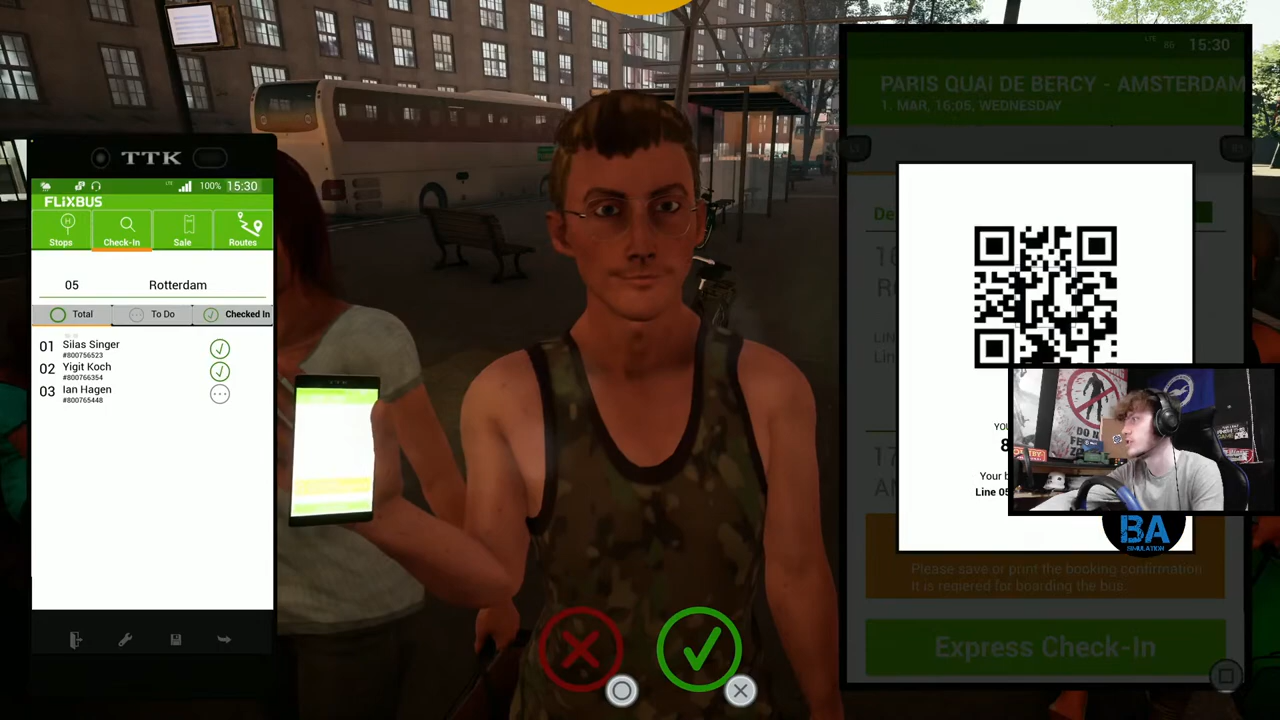 TTK
100% 15:30
FLiXBUS
Stops Check-In Sale Routes
05 Rotterdam
Total To Do Checked In
01 Silas Singer
#800756523
02 Yigit Koch
#800766354
03 Ian Hagen
#800765448
15:30
PARIS QUAI DE BERCY - AMSTERDAM
1. MAR, 16:05, WEDNESDAY
Line 05
BA
SIMULATION
Please save or print the booking confirmation.
It is reqiered for boarding the bus.
Express Check-In